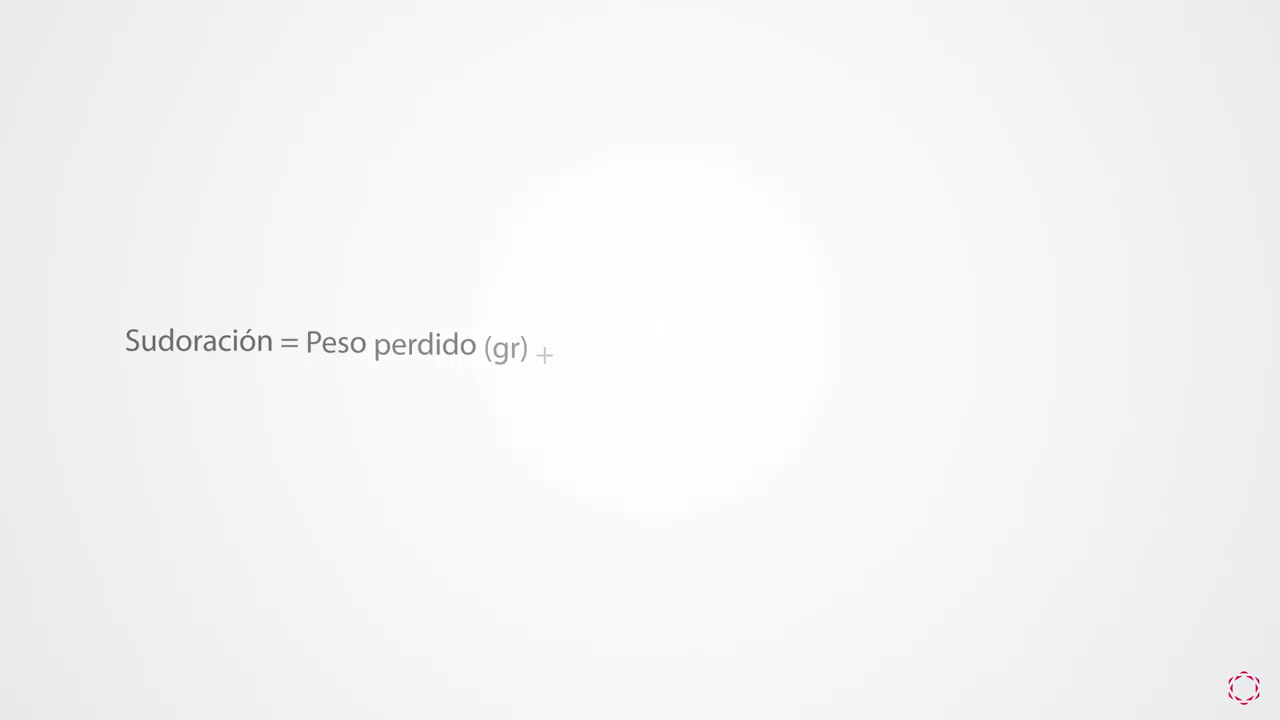 Sudoración = Peso perdido (gr) +